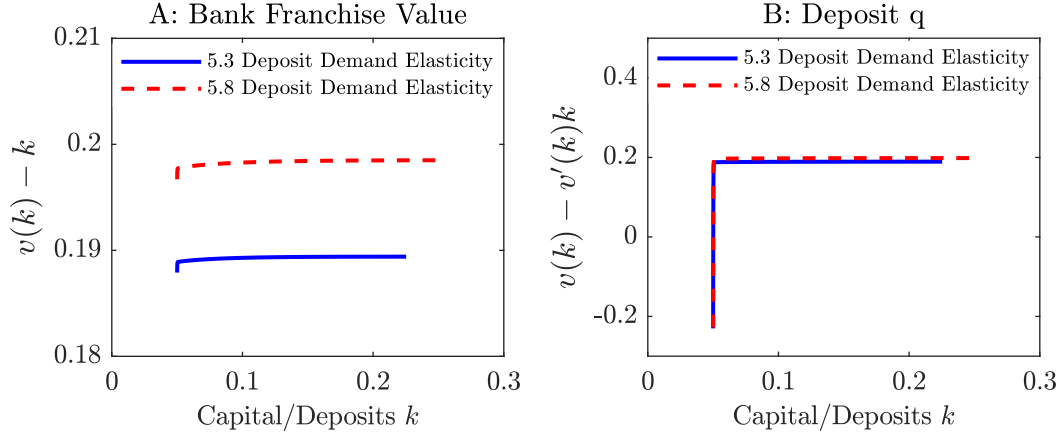 A: Bank Franchise Value
0.21
5.3 Deposit Demand Elasticity
5.8 Deposit Demand Elasticity
0.2
0.19
0.18
v(k) − k
0
0.1
0.2
0.3
Capital/Deposits k
B: Deposit q
0.4
5.3 Deposit Demand Elasticity
5.8 Deposit Demand Elasticity
0.2
0
-0.2
v(k) − v′(k)k
0
0.1
0.2
0.3
Capital/Deposits k